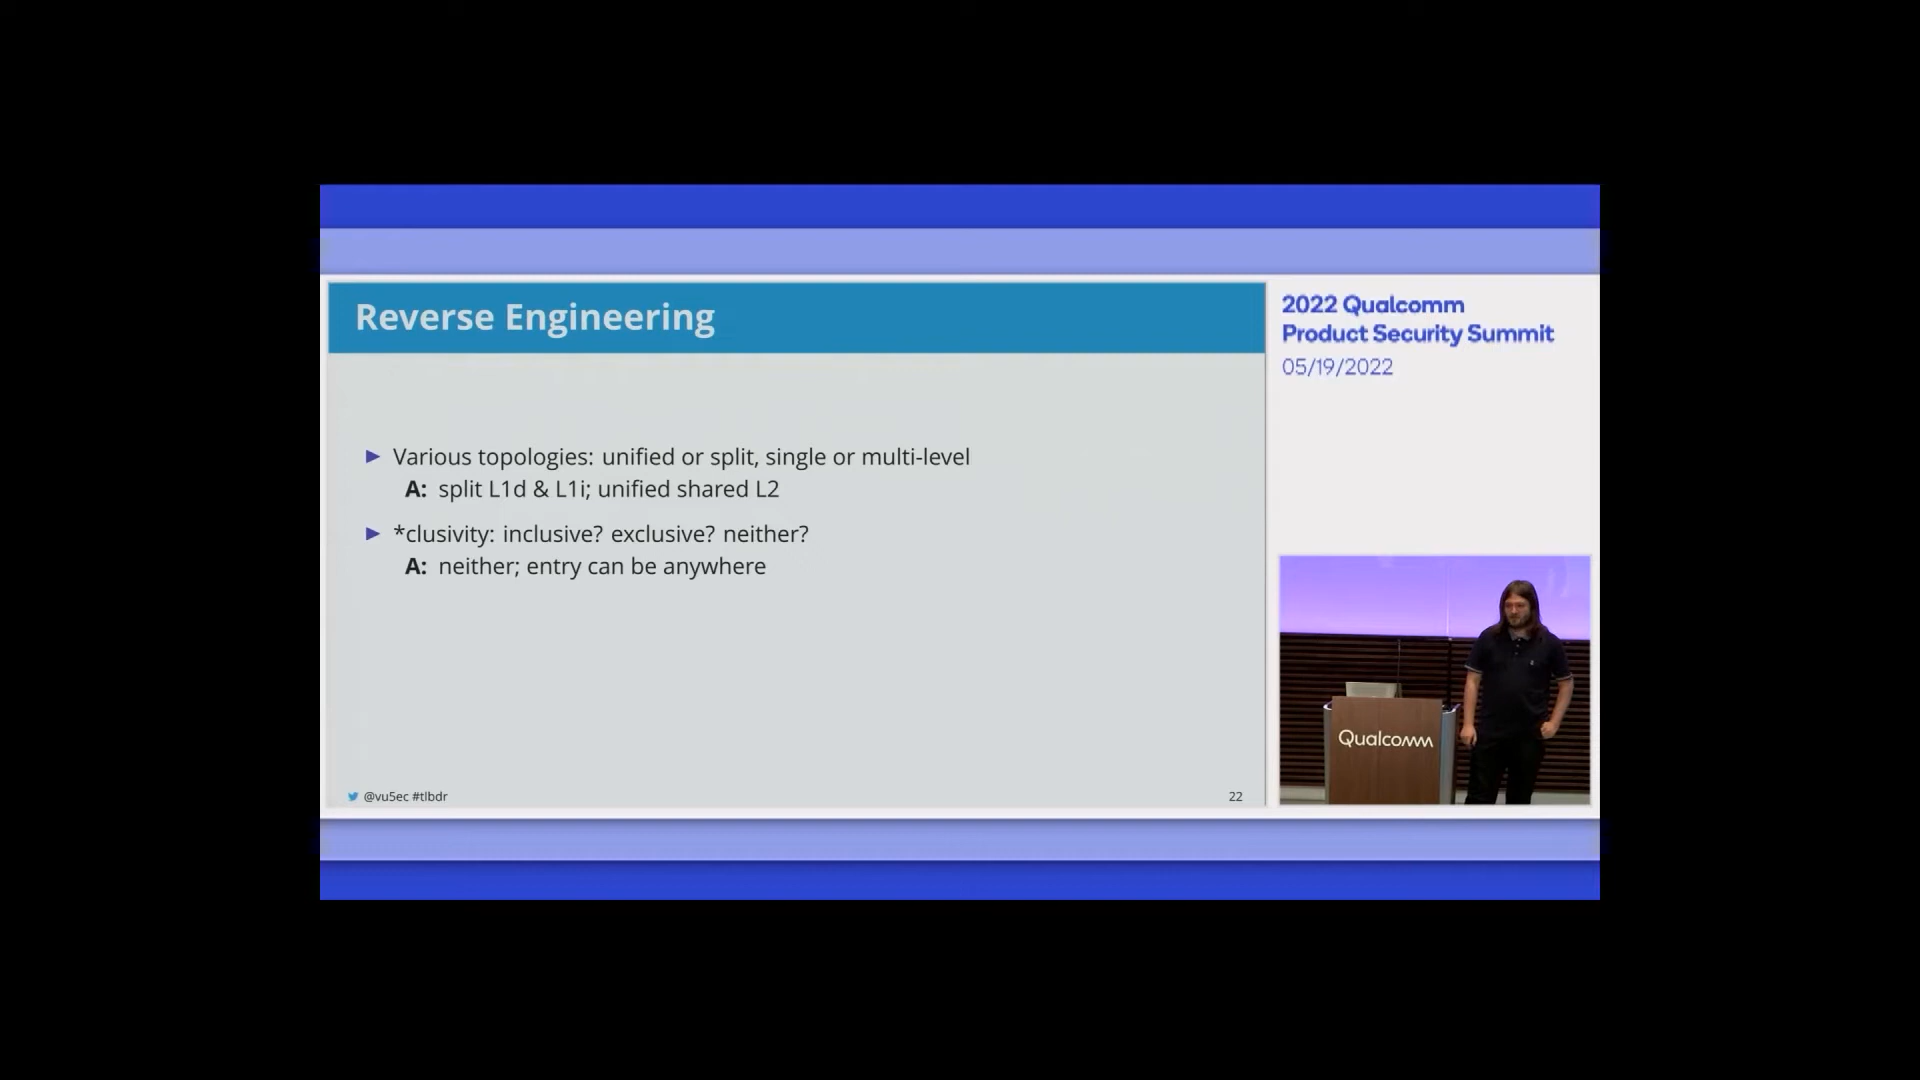 Reverse Engineering
▶ Various topologies: unified or split, single or multi-level
A: split L1d & L1i; unified shared L2
▶ *clusivity: inclusive? exclusive? neither?
A: neither; entry can be anywhere
@vu5ec #tlbdr
22
2022 Qualcomm
Product Security Summit
05/19/2022
Qualcomm